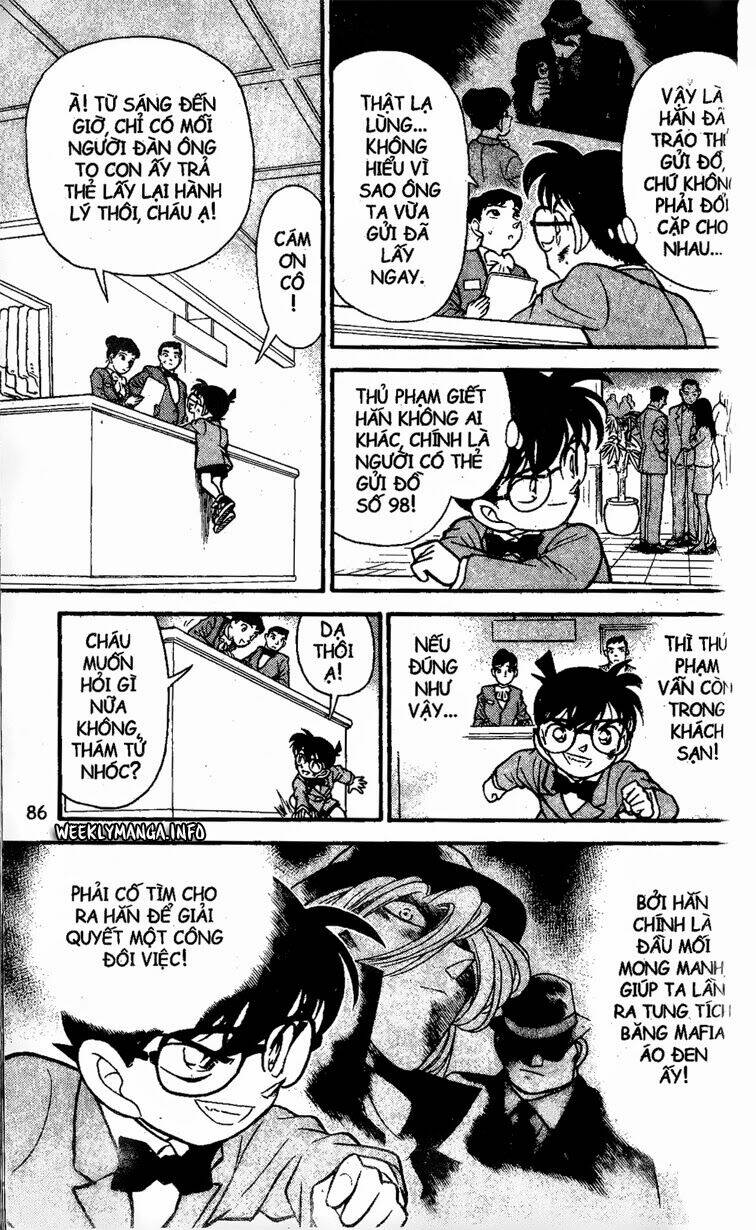 VẬY LÀ
HẮN ĐÃ
TRÁO THẺ
GỬI ĐỒ,
CHỨ KHÔNG
PHẢI ĐỔI
CẶP CHO
NHAU...
THẬT LẠ
LÙNG...
KHÔNG
HIỂU VÌ
SAO ÔNG
TA VỪA
GỬI ĐÃ
LẤY
NGAY.
À! TỪ SÁNG ĐẾN
GIỜ, CHỈ CÓ MỖI
NGƯỜI ĐÀN ÔNG
TO CON ẤY TRẢ
THẺ LẤY LẠI HÀNH
LÝ THÔI, CHÁU Ạ!
CÁM
ƠN
CÔ
!
THỦ PHẠM GIẾT
HẮN KHÔNG AI
KHÁC, CHÍNH LÀ
NGƯỜI CÓ THẺ
GỬI ĐỒ
SỐ 98!
NẾU
ĐÚNG
NHƯ
VẬY...
THÌ THỦ
PHẠM
VẪN CÒN
TRONG
KHÁCH
SẠN!
CHÁU
MUỐN
HỎI GÌ
NỮA
KHÔNG,
THÁM TỬ
NHÓC?
DẠ
THÔI
Ạ!
86
WEEKLYMANGA.INFO
BỞI HẮN
CHÍNH LÀ
ĐẦU MỐI
MONG MANH
GIÚP TA LẦN
RA TUNG TÍCH
BĂNG MAFIA
ÁO ĐEN
ẤY!
PHẢI CỐ TÌM CHO
RA HẮN ĐỂ GIẢI
QUYẾT MỘT CÔNG
ĐÔI VIỆC!